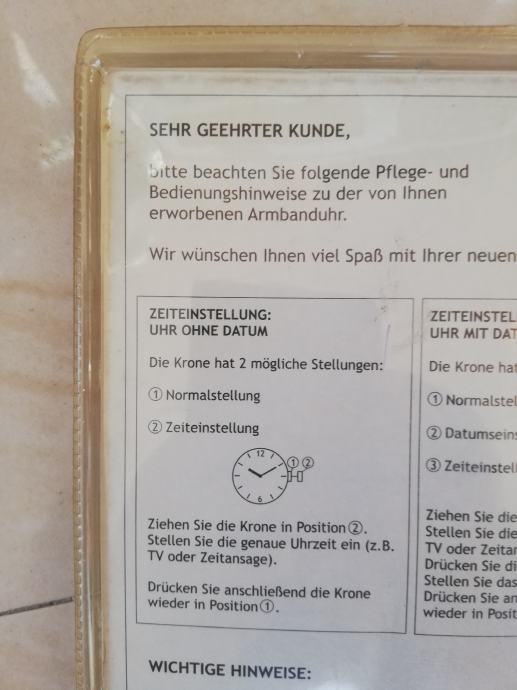 SEHR GEEHRTER KUNDE,
bitte beachten Sie folgende Pflege- und
Bedienungshinweise zu der von Ihnen
erworbenen Armbanduhr.
Wir wünschen Ihnen viel Spaß mit Ihrer neuen
ZEITEINSTELLUNG:
UHR OHNE DATUM
Die Krone hat 2 mögliche Stellungen:
① Normalstellung
② Zeiteinstellung
12
① ②
6
Ziehen Sie die Krone in Position ②.
Stellen Sie die genaue Uhrzeit ein (z.B.
TV oder Zeitansage).
Drücken Sie anschließend die Krone
wieder in Position ①.
ZEITEINSTEL
UHR MIT DAT
Die Krone hat
① Normalstel
② Datumseins
③ Zeiteinstell
Ziehen Sie die
Stellen Sie die
TV oder Zeitan
Drücken Sie di
Stellen Sie das
Drücken Sie an
wieder in Posit
WICHTIGE HINWEISE: